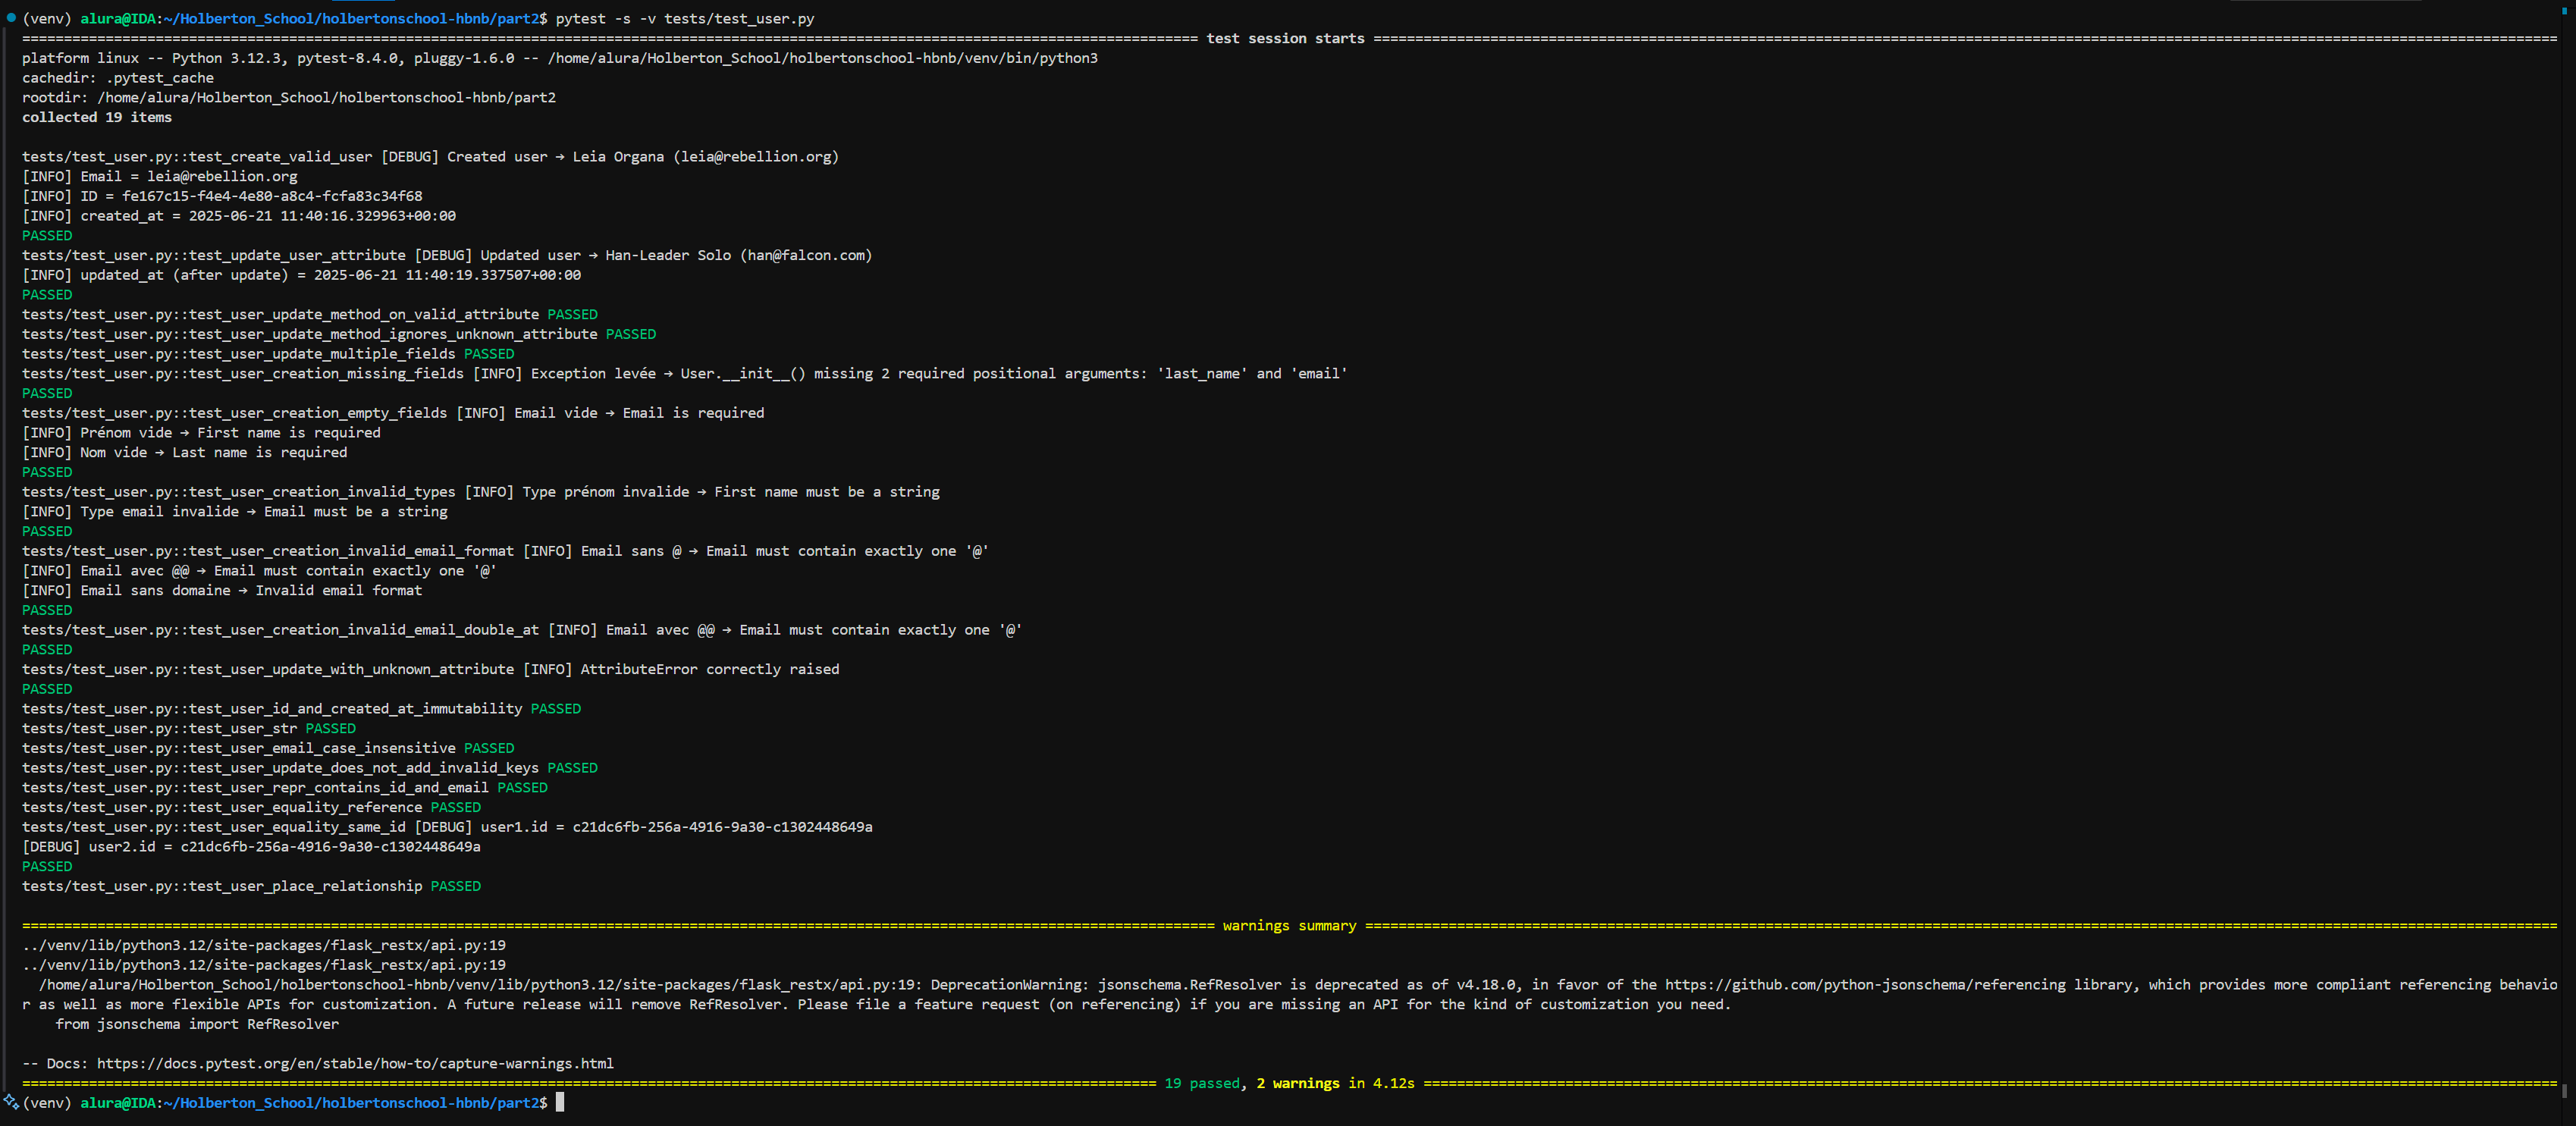 (venv) alura@IDA:~/Holberton_School/holbertonschool-hbnb/part2$ pytest -s -v tests/test_user.py
============================== test session starts ==============================
platform linux -- Python 3.12.3, pytest-8.4.0, pluggy-1.6.0 -- /home/alura/Holberton_School/holbertonschool-hbnb/venv/bin/python3
cachedir: .pytest_cache
rootdir: /home/alura/Holberton_School/holbertonschool-hbnb/part2
collected 19 items
tests/test_user.py::test_create_valid_user [DEBUG] Created user → Leia Organa (leia@rebellion.org)
[INFO] Email = leia@rebellion.org
[INFO] ID = fe167c15-f4e4-4e80-a8c4-fcfa83c34f68
[INFO] created_at = 2025-06-21 11:40:16.329963+00:00
PASSED
tests/test_user.py::test_update_user_attribute [DEBUG] Updated user → Han-Leader Solo (han@falcon.com)
[INFO] updated_at (after update) = 2025-06-21 11:40:19.337507+00:00
PASSED
tests/test_user.py::test_user_update_method_on_valid_attribute PASSED
tests/test_user.py::test_user_update_method_ignores_unknown_attribute PASSED
tests/test_user.py::test_user_update_multiple_fields PASSED
tests/test_user.py::test_user_creation_missing_fields [INFO] Exception levée → User.__init__() missing 2 required positional arguments: 'last_name' and 'email'
PASSED
tests/test_user.py::test_user_creation_empty_fields [INFO] Email vide → Email is required
[INFO] Prénom vide → First name is required
[INFO] Nom vide → Last name is required
PASSED
tests/test_user.py::test_user_creation_invalid_types [INFO] Type prénom invalide → First name must be a string
[INFO] Type email invalide → Email must be a string
PASSED
tests/test_user.py::test_user_creation_invalid_email_format [INFO] Email sans @ → Email must contain exactly one '@'
[INFO] Email avec @@ → Email must contain exactly one '@'
[INFO] Email sans domaine → Invalid email format
PASSED
tests/test_user.py::test_user_creation_invalid_email_double_at [INFO] Email avec @@ → Email must contain exactly one '@'
PASSED
tests/test_user.py::test_user_update_with_unknown_attribute [INFO] AttributeError correctly raised
PASSED
tests/test_user.py::test_user_id_and_created_at_immutability PASSED
tests/test_user.py::test_user_str PASSED
tests/test_user.py::test_user_email_case_insensitive PASSED
tests/test_user.py::test_user_update_does_not_add_invalid_keys PASSED
tests/test_user.py::test_user_repr_contains_id_and_email PASSED
tests/test_user.py::test_user_equality_reference PASSED
tests/test_user.py::test_user_equality_same_id [DEBUG] user1.id = c21dc6fb-256a-4916-9a30-c1302448649a
[DEBUG] user2.id = c21dc6fb-256a-4916-9a30-c1302448649a
PASSED
tests/test_user.py::test_user_place_relationship PASSED
============================== warnings summary ==============================
../venv/lib/python3.12/site-packages/flask_restx/api.py:19
../venv/lib/python3.12/site-packages/flask_restx/api.py:19
/home/alura/Holberton_School/holbertonschool-hbnb/venv/lib/python3.12/site-packages/flask_restx/api.py:19: DeprecationWarning: jsonschema.RefResolver is deprecated as of v4.18.0, in favor of the https://github.com/python-jsonschema/referencing library, which provides more compliant referencing behavio
r as well as more flexible APIs for customization. A future release will remove RefResolver. Please file a feature request (on referencing) if you are missing an API for the kind of customization you need.
from jsonschema import RefResolver
-- Docs: https://docs.pytest.org/en/stable/how-to/capture-warnings.html
============================== 19 passed, 2 warnings in 4.12s ==============================
(venv) alura@IDA:~/Holberton_School/holbertonschool-hbnb/part2$